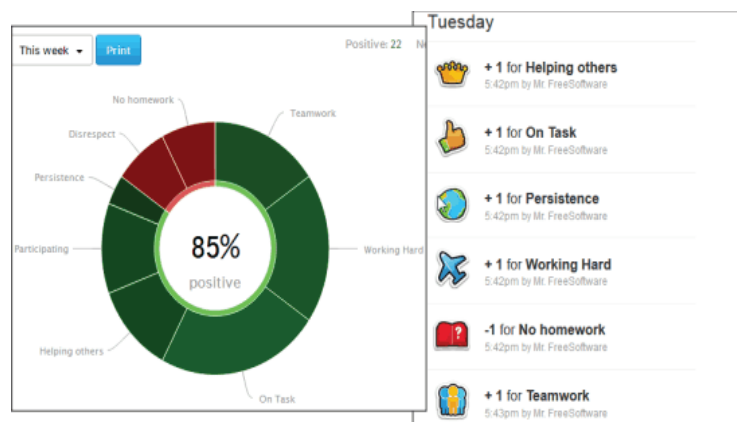 This week
Print
Positive: 22
No homework
Teamwork
Disrespect
Persistence
Participating
Working Hard
Helping others
On Task
85%
positive
Tuesday
+ 1 for Helping others
5:42pm by Mr. FreeSoftware
+ 1 for On Task
5:42pm by Mr. FreeSoftware
+ 1 for Persistence
5:42pm by Mr. FreeSoftware
+ 1 for Working Hard
5:42pm by Mr. FreeSoftware
-1 for No homework
5:42pm by Mr. FreeSoftware
+ 1 for Teamwork
5:43pm by Mr. FreeSoftware